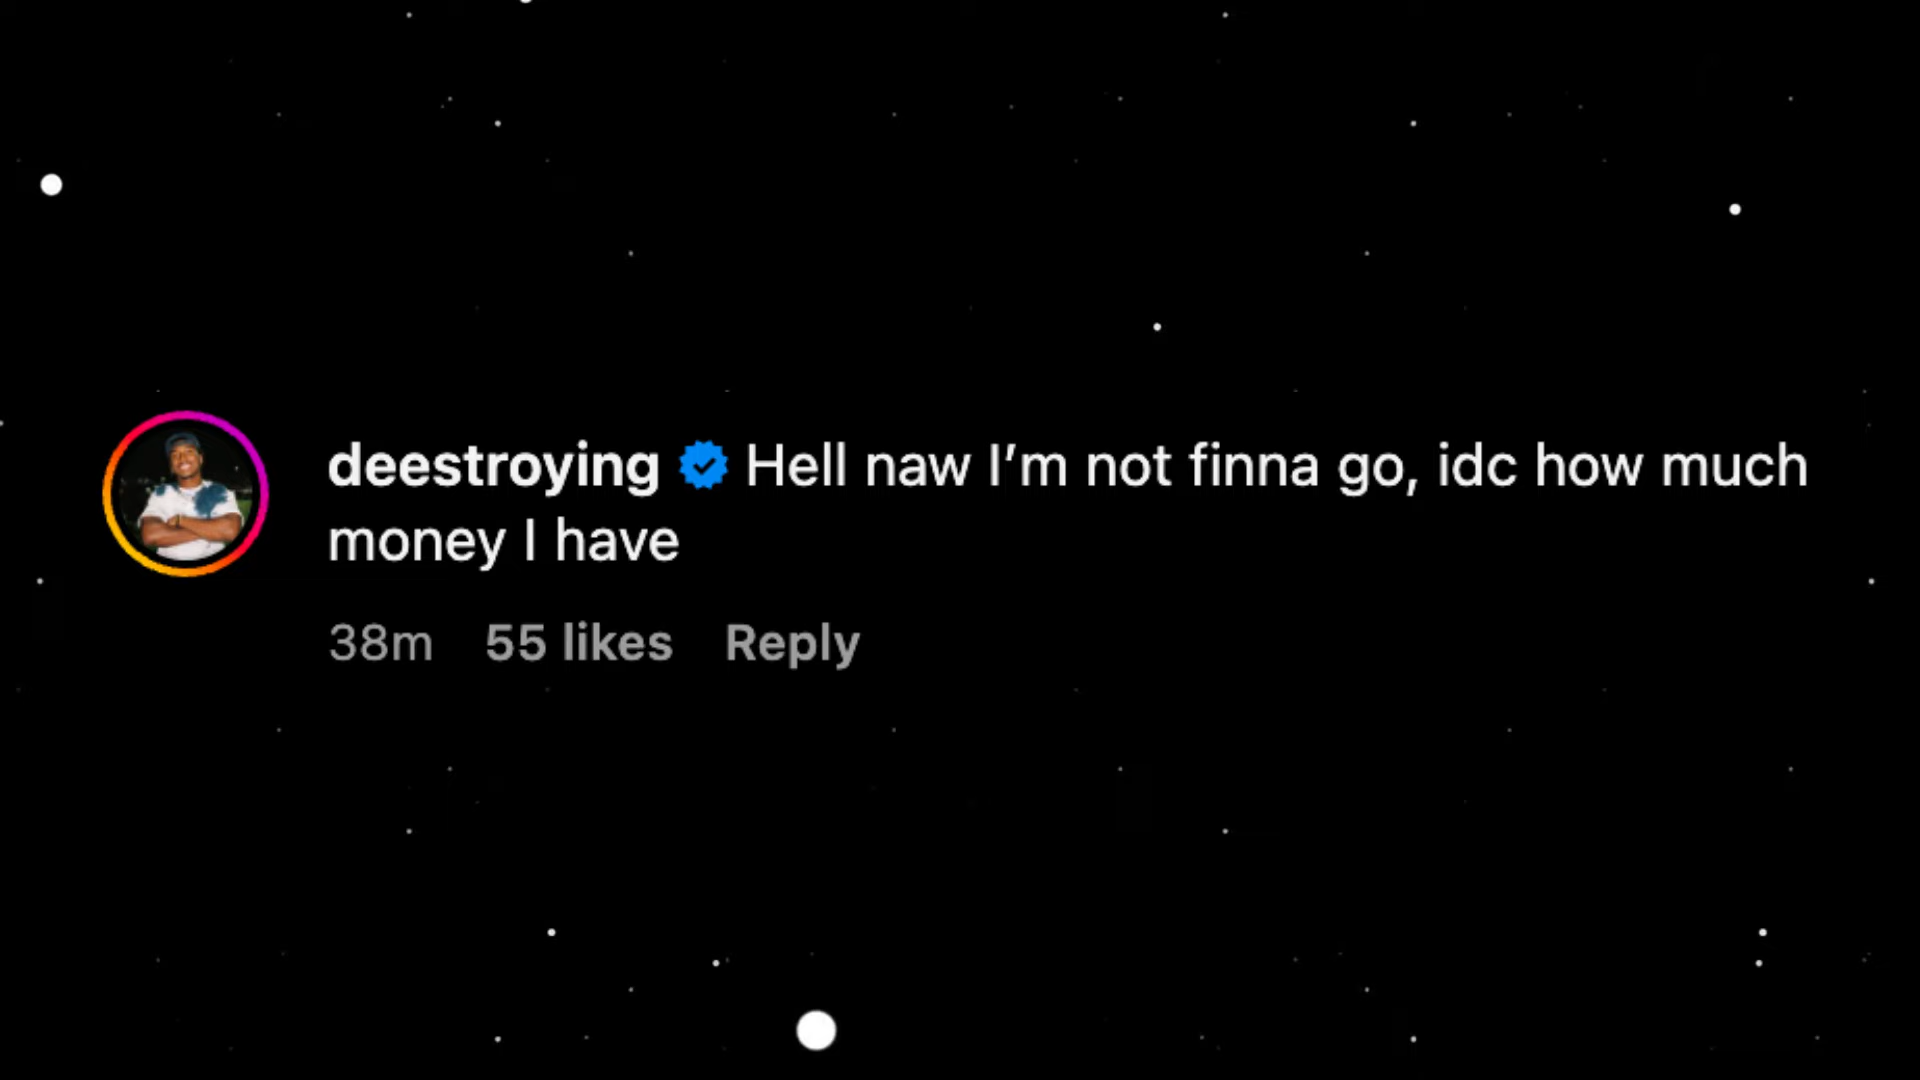 deestroying Hell naw I’m not finna go, idc how much
money I have
38m 55 likes Reply